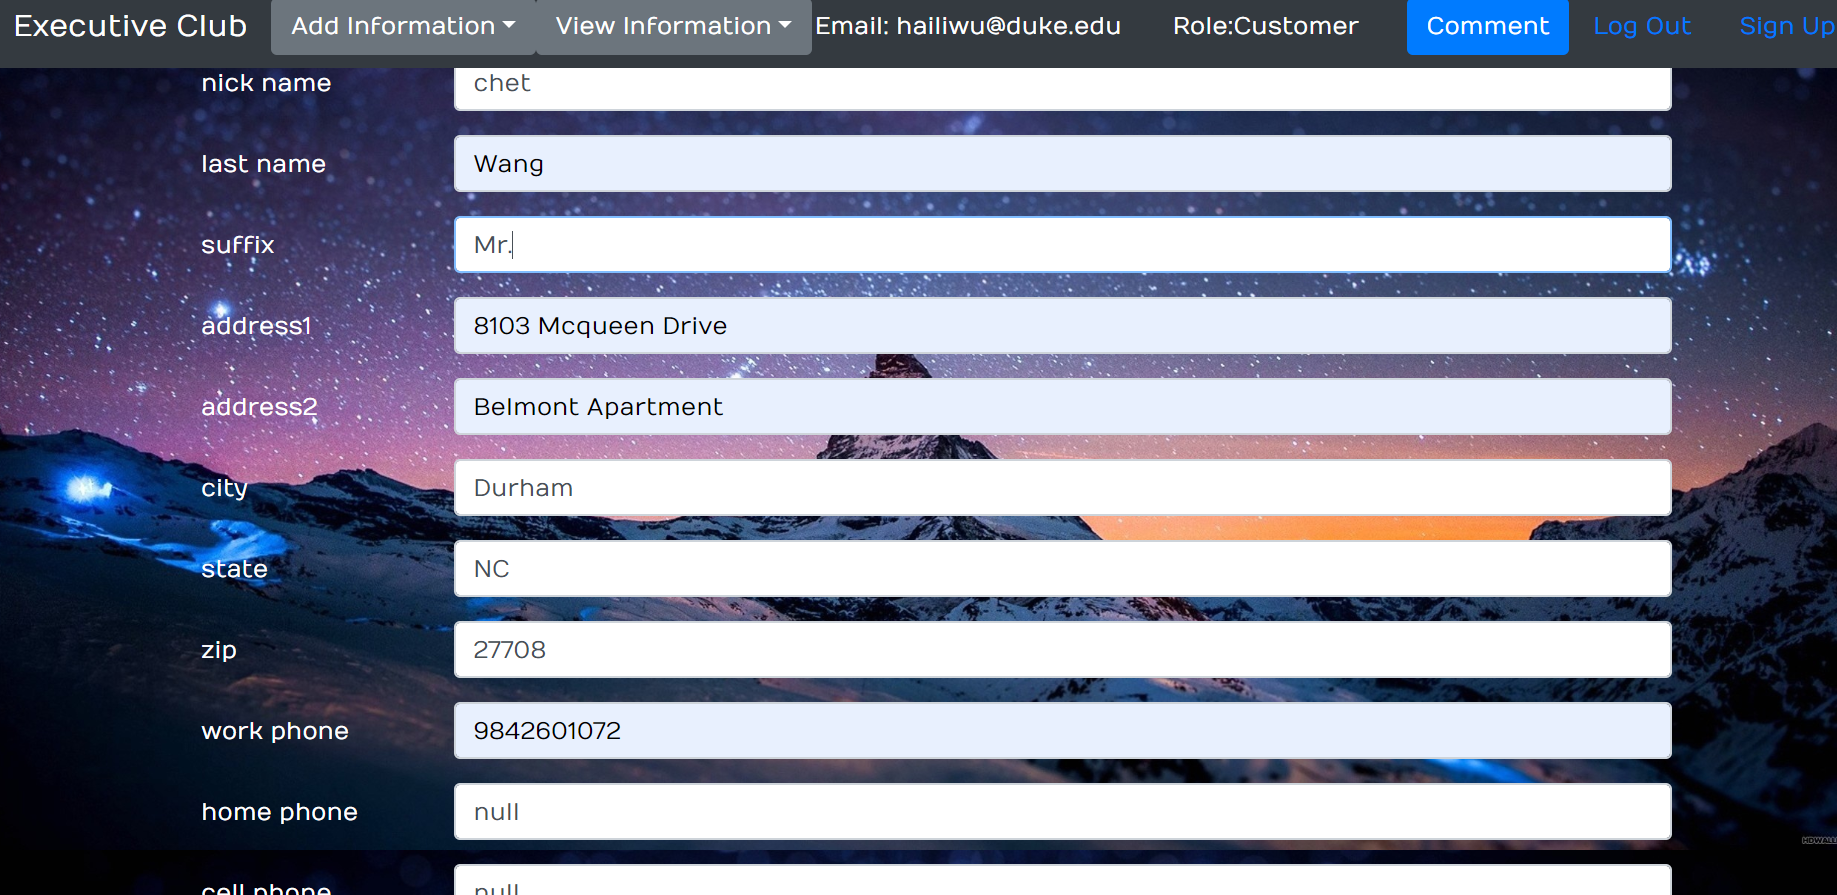 Executive Club Add Information View Information Email: hailiwu@duke.edu Role:Customer Comment Log Out Sign Up
nick name chet
last name Wang
suffix Mr.
address1 8103 Mcqueen Drive
address2 Belmont Apartment
city Durham
state NC
zip 27708
work phone 9842601072
home phone null
cell phone null